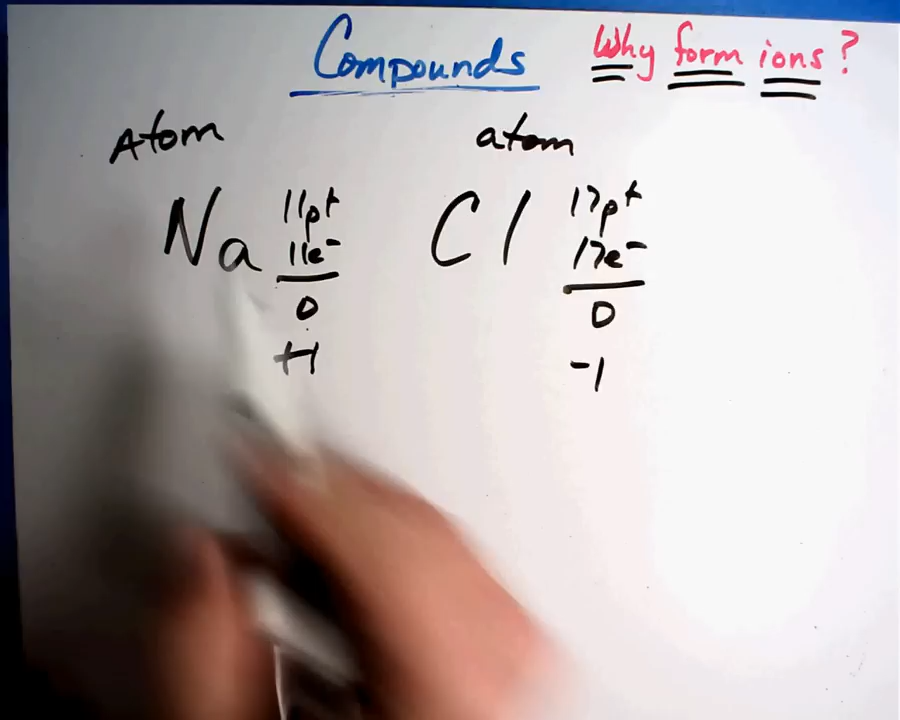 Compounds Why form ions?
Atom atom
Na 11p+ Cl 17p+
11e- 17e-
0 0
+1 -1